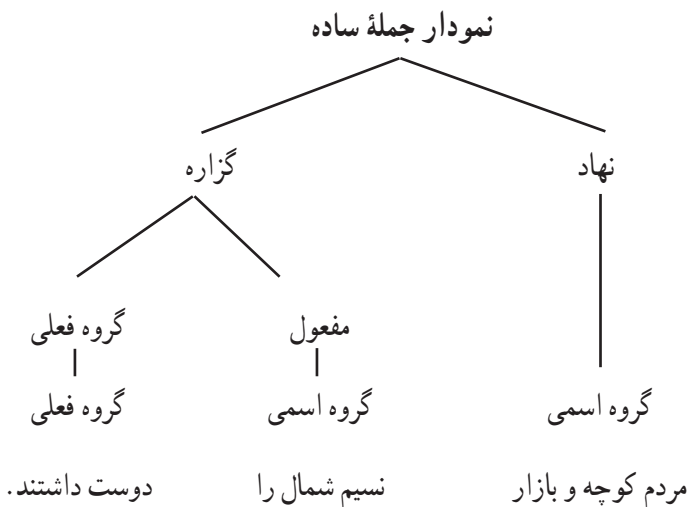 نمودار جملهٔ ساده
نهاد گزاره
مفعول گروه فعلی
گروه اسمی گروه اسمی گروه فعلی
مردم کوچه و بازار نسیم شمال را دوست داشتند.